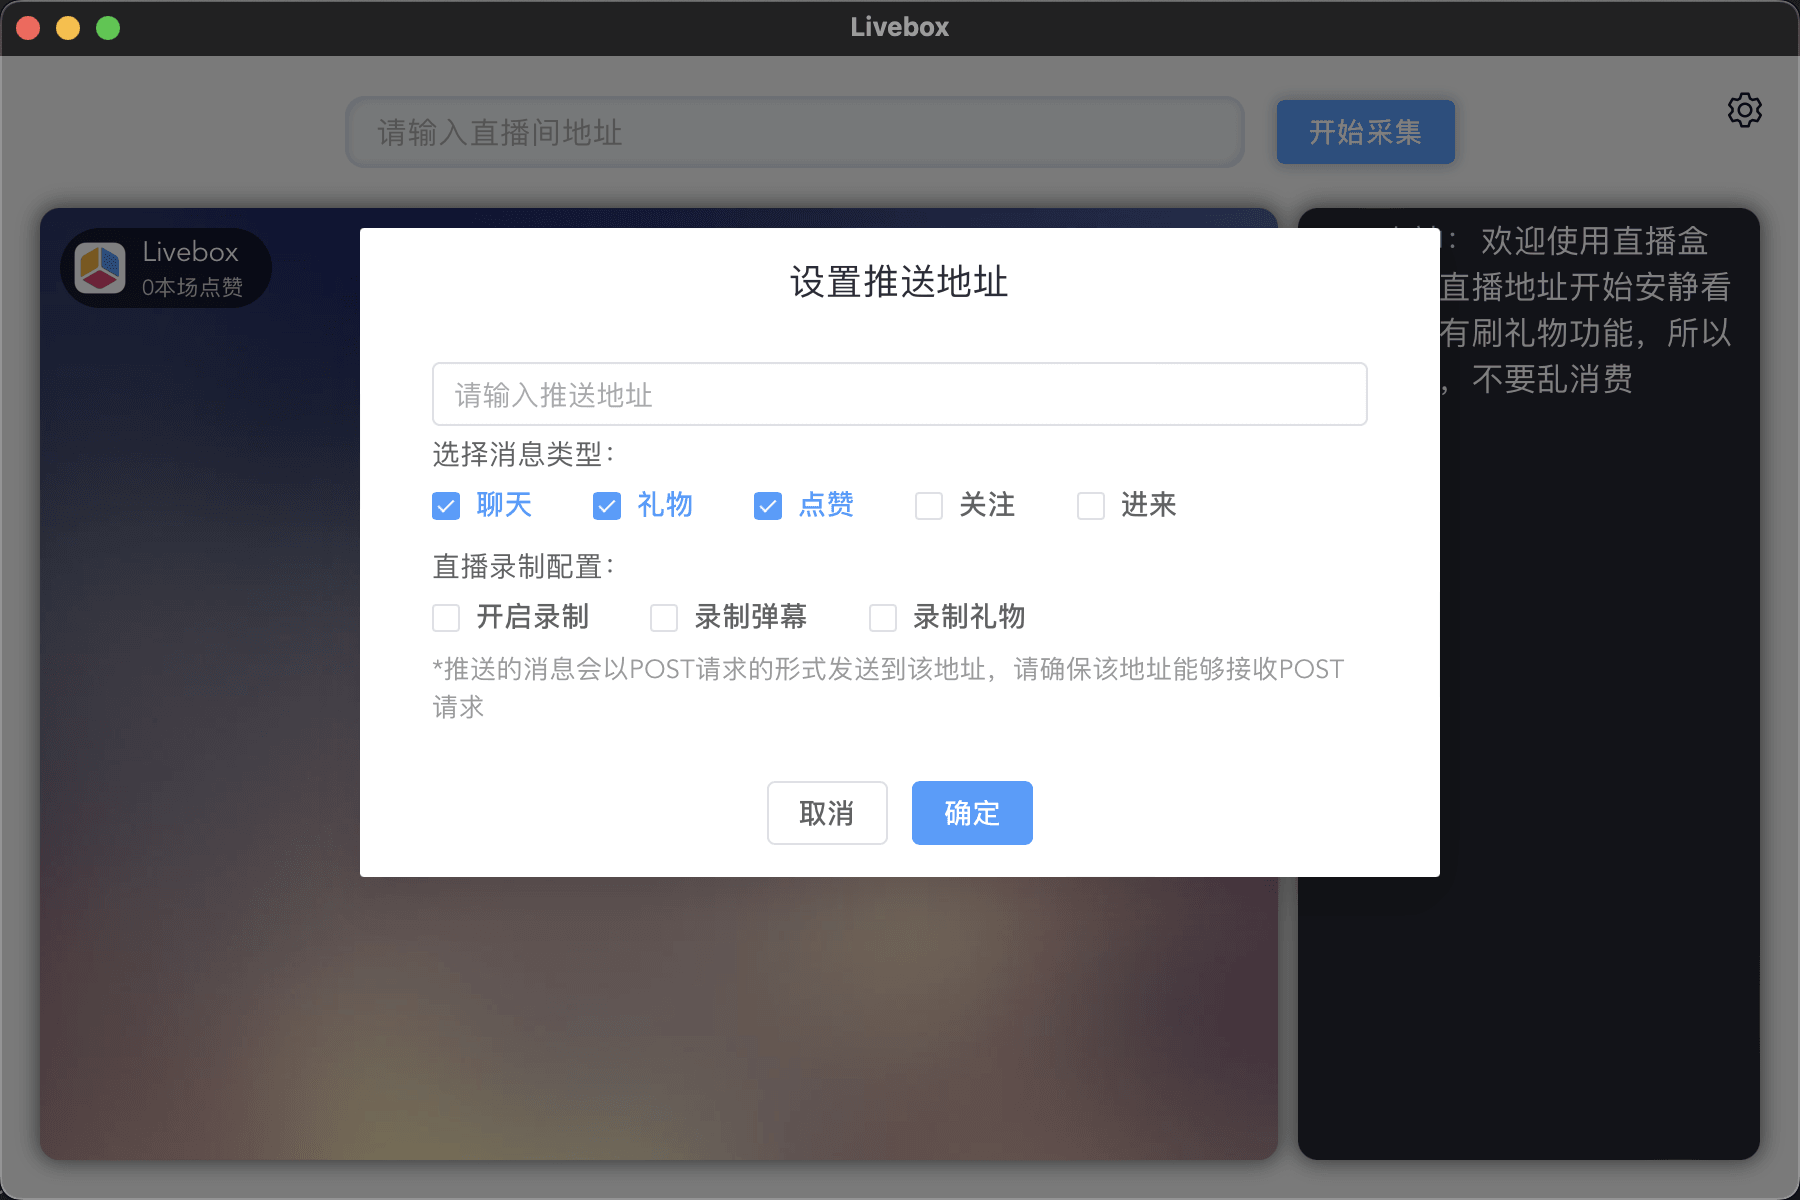 Livebox
请输入直播间地址
开始采集
Livebox
0本场点赞
：欢迎使用直播盒
直播地址开始安静看
有刷礼物功能，所以
，不要乱消费
设置推送地址
请输入推送地址
选择消息类型：
聊天 礼物 点赞 关注 进来
直播录制配置：
开启录制 录制弹幕 录制礼物
*推送的消息会以POST请求的形式发送到该地址，请确保该地址能够接收POST
请求
取消 确定